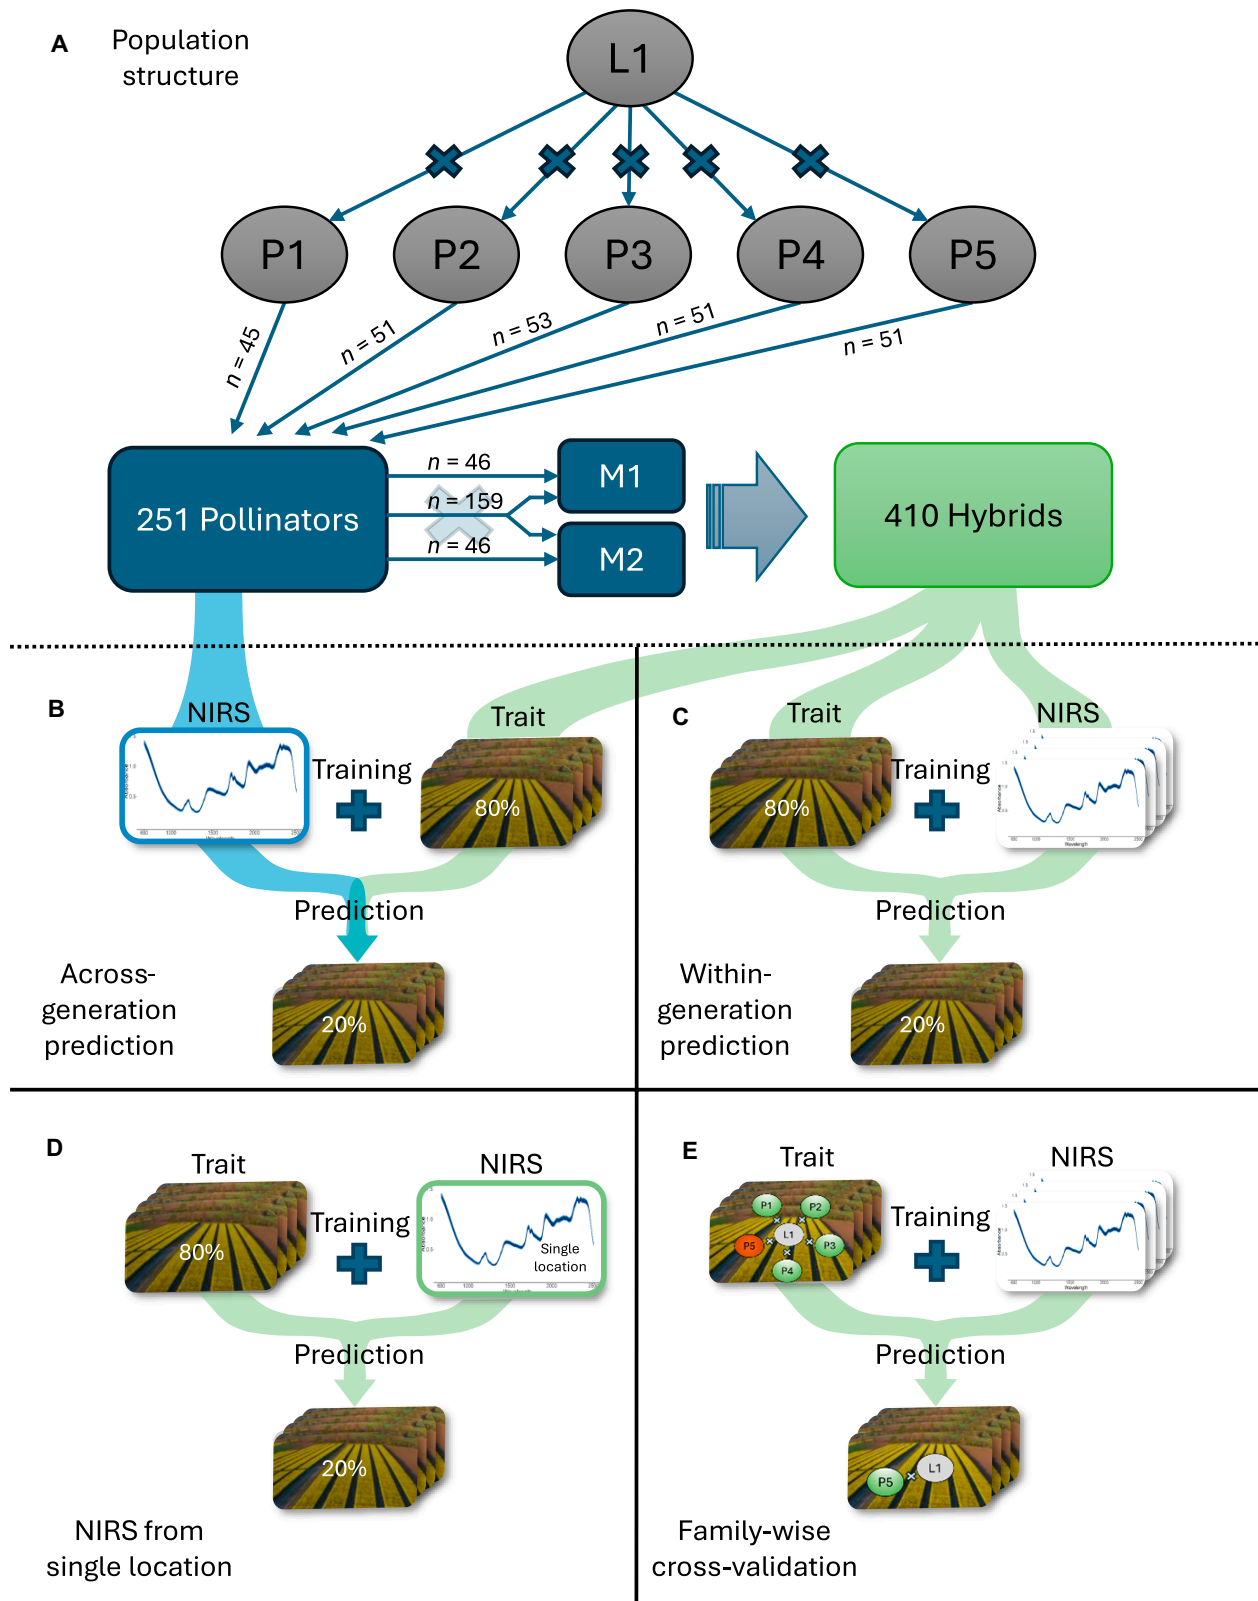 A
Population
structure
L1
P1
P2
P3
P4
P5
n = 45
n = 51
n = 53
n = 51
n = 51
251 Pollinators
n = 46
n = 159
n = 46
M1
M2
410 Hybrids
B
NIRS
Trait
Training
80%
Prediction
20%
Across-
generation
prediction
C
Trait
NIRS
80%
Training
Wavelength
Prediction
20%
Within-
generation
prediction
D
Trait
NIRS
80%
Training
Single
location
Prediction
20%
NIRS from
single location
E
Trait
NIRS
P1
P2
L1
P5
P3
P4
Training
Wavelength
Prediction
P5
L1
Family-wise
cross-validation